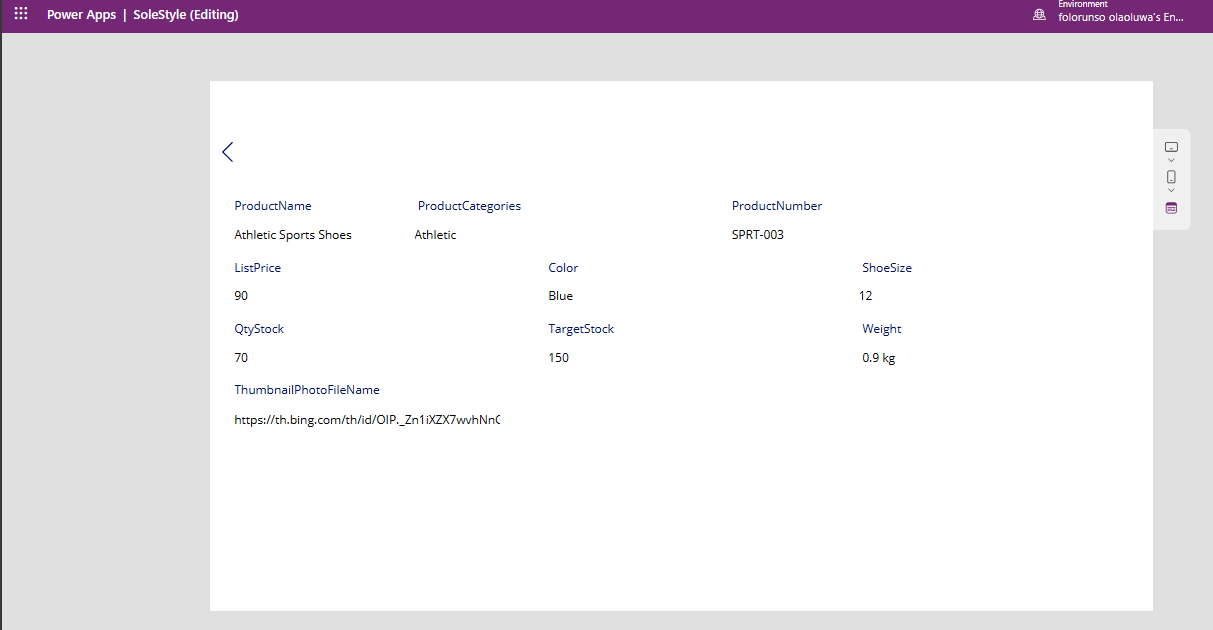 Power Apps | SoleStyle (Editing)
Environment
folorunso olaoluwa's En...
ProductName ProductCategories ProductNumber
Athletic Sports Shoes Athletic SPRT-003
ListPrice Color ShoeSize
90 Blue 12
QtyStock TargetStock Weight
70 150 0.9 kg
ThumbnailPhotoFileName
https://th.bing.com/th/id/OIP._Zn1iXZX7wvhNn